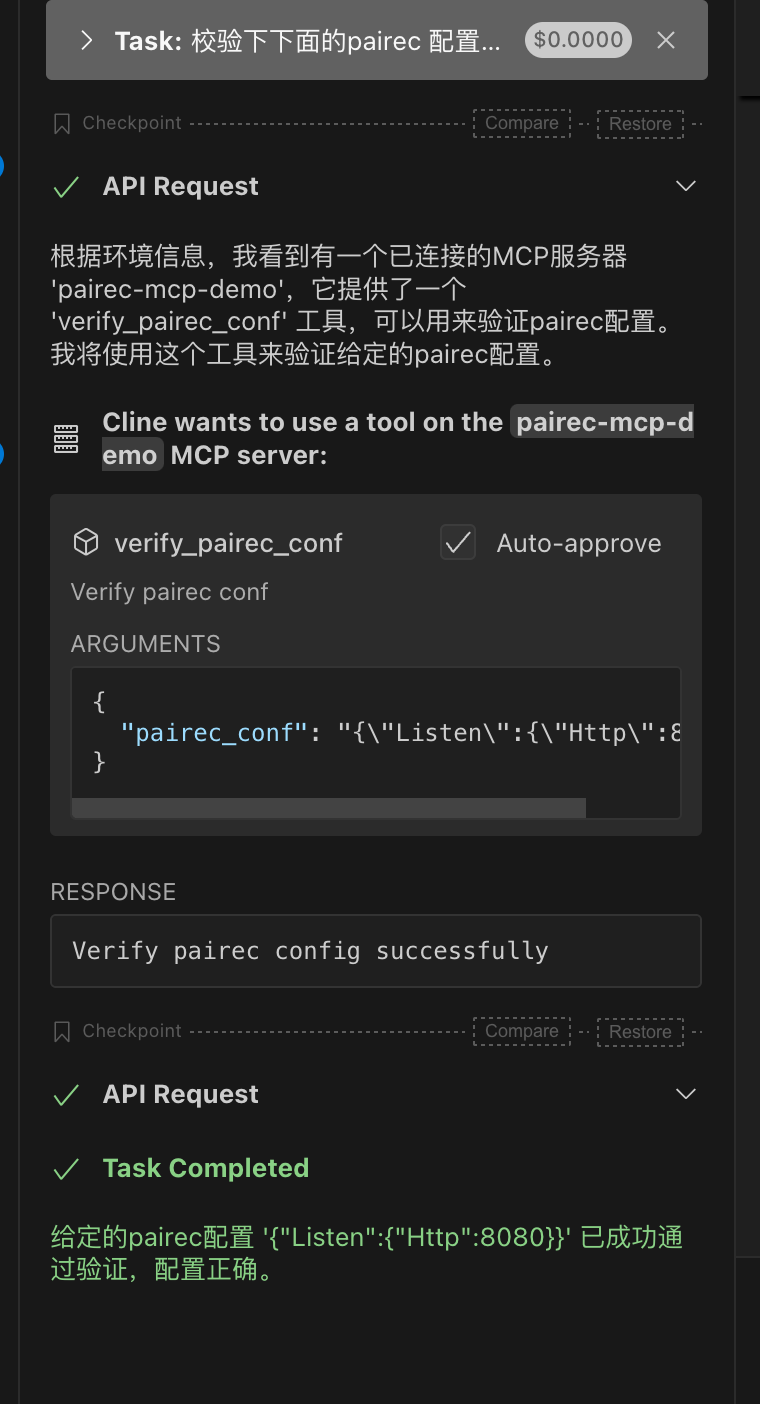 Task: 校验下下面的pairec 配置... $0.0000
Checkpoint Compare Restore
API Request
根据环境信息，我看到有一个已连接的MCP服务器
'pairec-mcp-demo'，它提供了一个
'verify_pairec_conf' 工具，可以用来验证pairec配置。
我将使用这个工具来验证给定的pairec配置。
Cline wants to use a tool on the pairec-mcp-d
emo MCP server:
verify_pairec_conf Auto-approve
Verify pairec conf
ARGUMENTS
{
"pairec_conf": "{\"Listen\":{\"Http\":8
}
RESPONSE
Verify pairec config successfully
Checkpoint Compare Restore
API Request
Task Completed
给定的pairec配置 '{"Listen":{"Http":8080}}' 已成功通
过验证，配置正确。